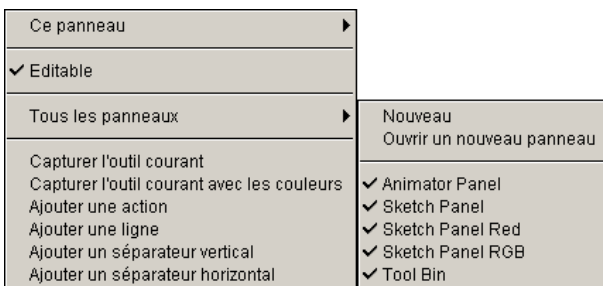 Ce panneau
Editable
Tous les panneaux
Capturer l'outil courant
Capturer l'outil courant avec les couleurs
Ajouter une action
Ajouter une ligne
Ajouter un séparateur vertical
Ajouter un séparateur horizontal
Nouveau
Ouvrir un nouveau panneau
Animator Panel
Sketch Panel
Sketch Panel Red
Sketch Panel RGB
Tool Bin